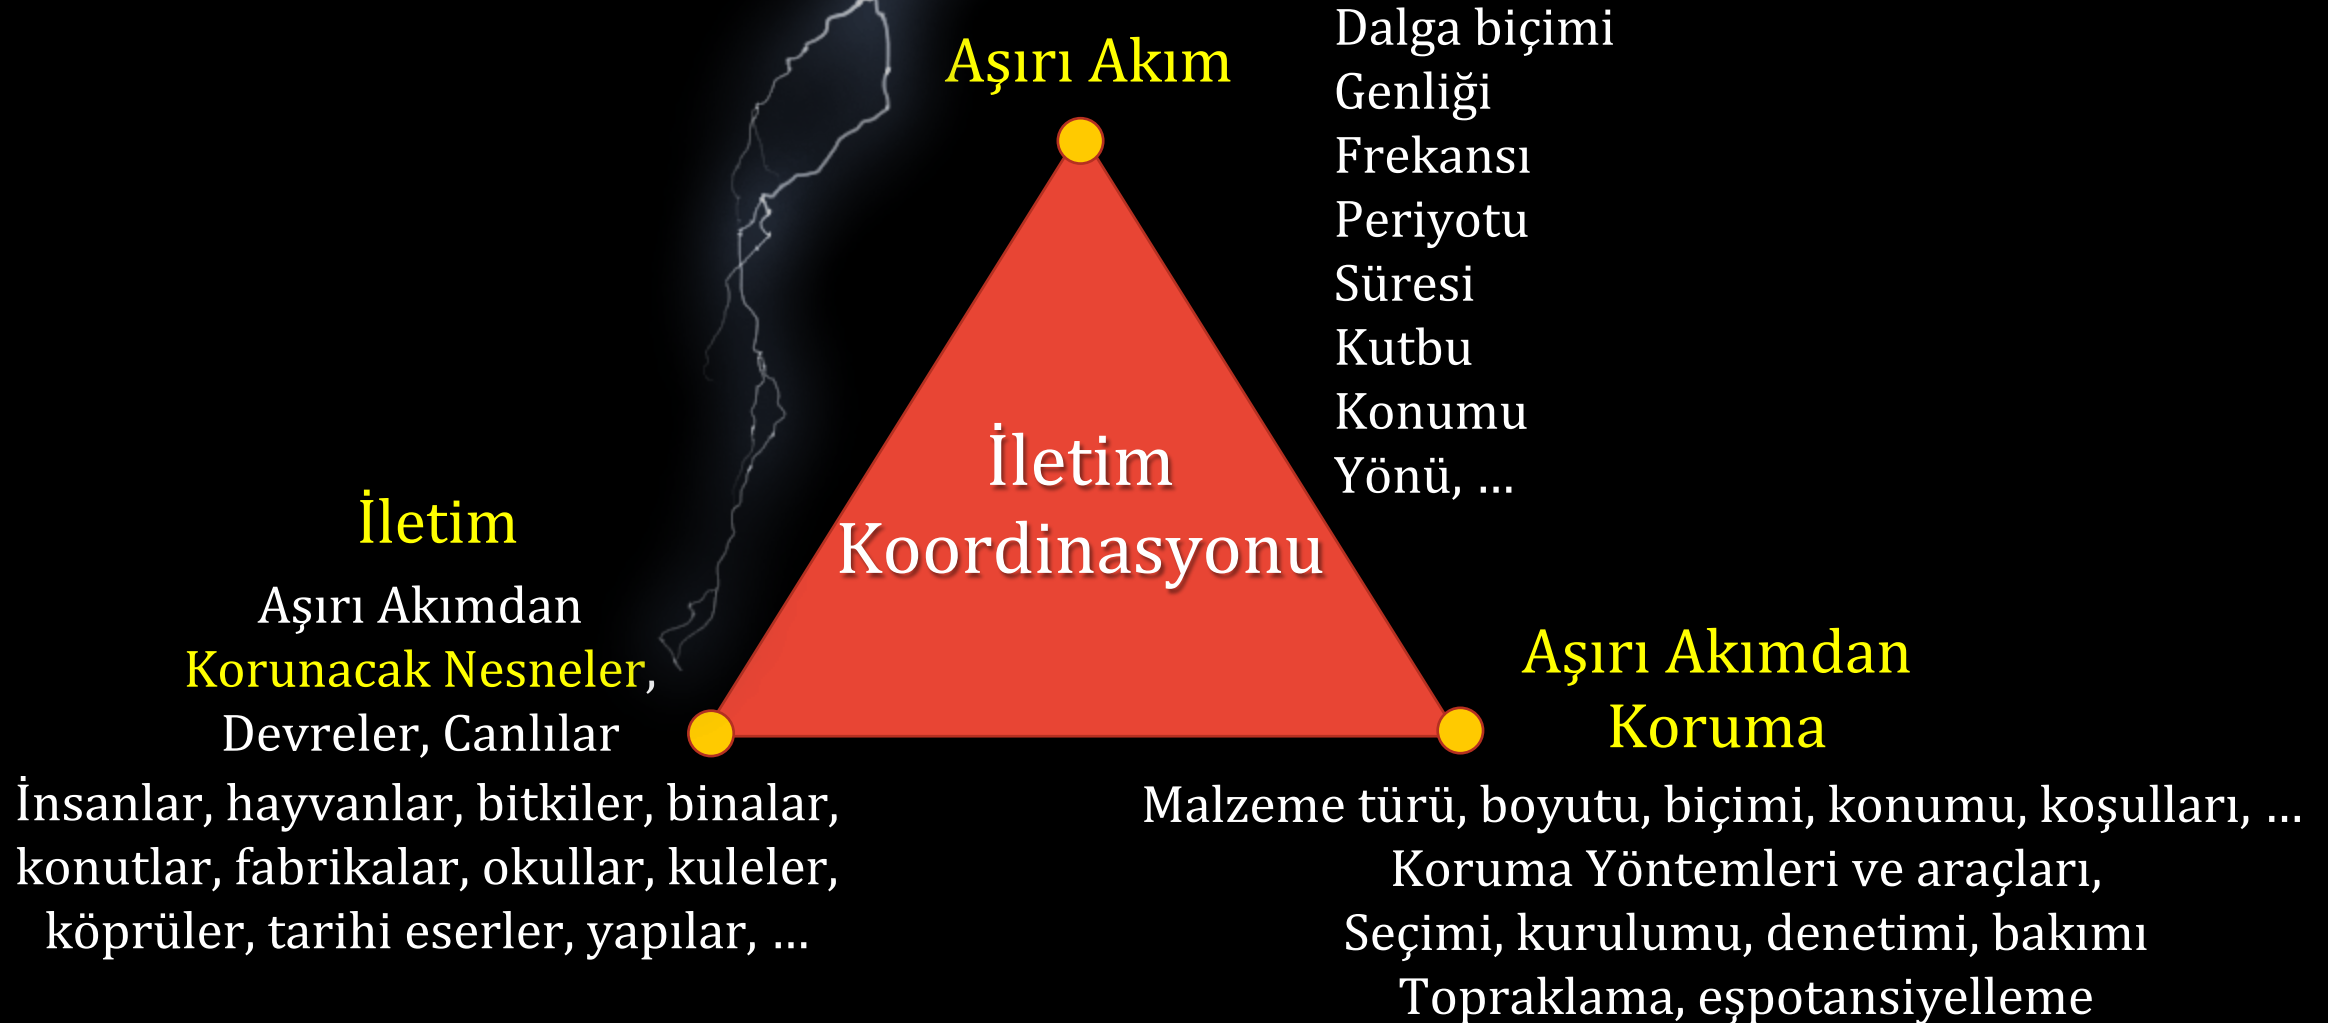 Aşırı Akım
Dalga biçimi
Genliği
Frekansı
Periyotu
Süresi
Kutbu
Konumu
Yönü, ...
İletim
Koordinasyonu
İletim
Aşırı Akımdan
Korunacak Nesneler,
Devreler, Canlılar
İnsanlar, hayvanlar, bitkiler, binalar,
konutlar, fabrikalar, okullar, kuleler,
köprüler, tarihi eserler, yapılar, ...
Aşırı Akımdan
Koruma
Malzeme türü, boyutu, biçimi, konumu, koşulları, ...
Koruma Yöntemleri ve araçları,
Seçimi, kurulumu, denetimi, bakımı
Topraklama, eşpotansiyelleme